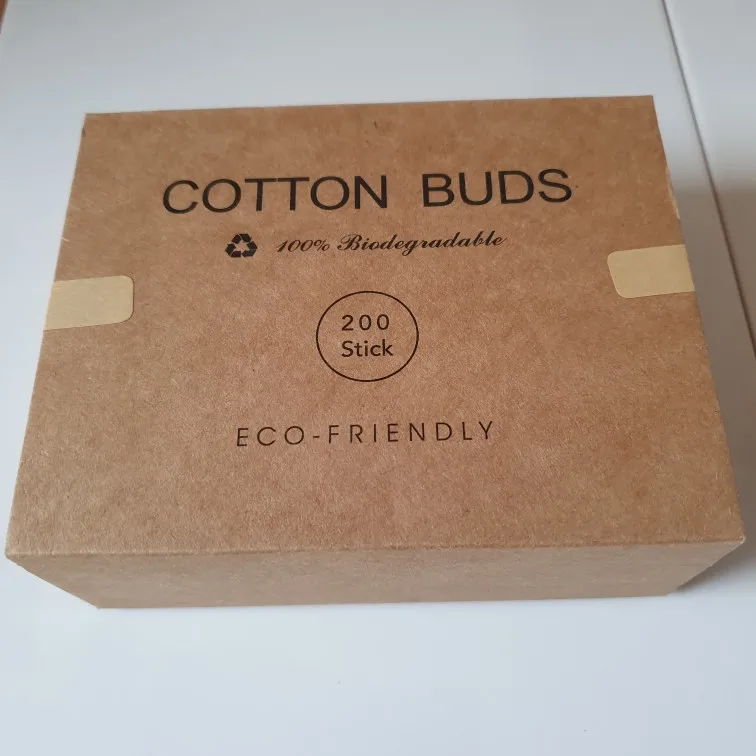 COTTON BUDS
100% Biodegradable
200
Stick
ECO-FRIENDLY